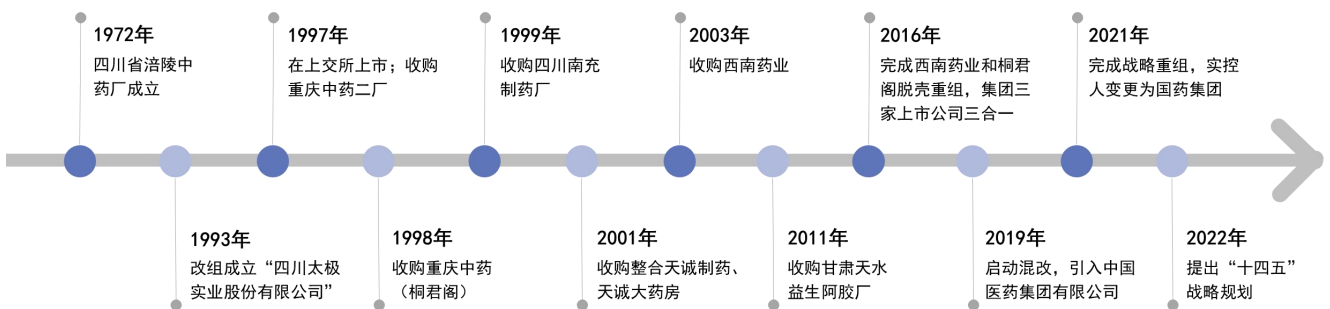 1972年
四川省涪陵中
药厂成立
1993年
改组成立“四川太极
实业股份有限公司”
1997年
在上交所上市；收购
重庆中药二厂
1998年
收购重庆中药
（桐君阁）
1999年
收购四川南充
制药厂
2001年
收购整合天诚制药、
天诚大药房
2003年
收购西南药业
2011年
收购甘肃天水
益生阿胶厂
2016年
完成西南药业和桐君
阁脱壳重组，集团三
家上市公司三合一
2019年
启动混改，引入中国
医药集团有限公司
2021年
完成战略重组，实控
人变更为国药集团
2022年
提出“十四五”
战略规划